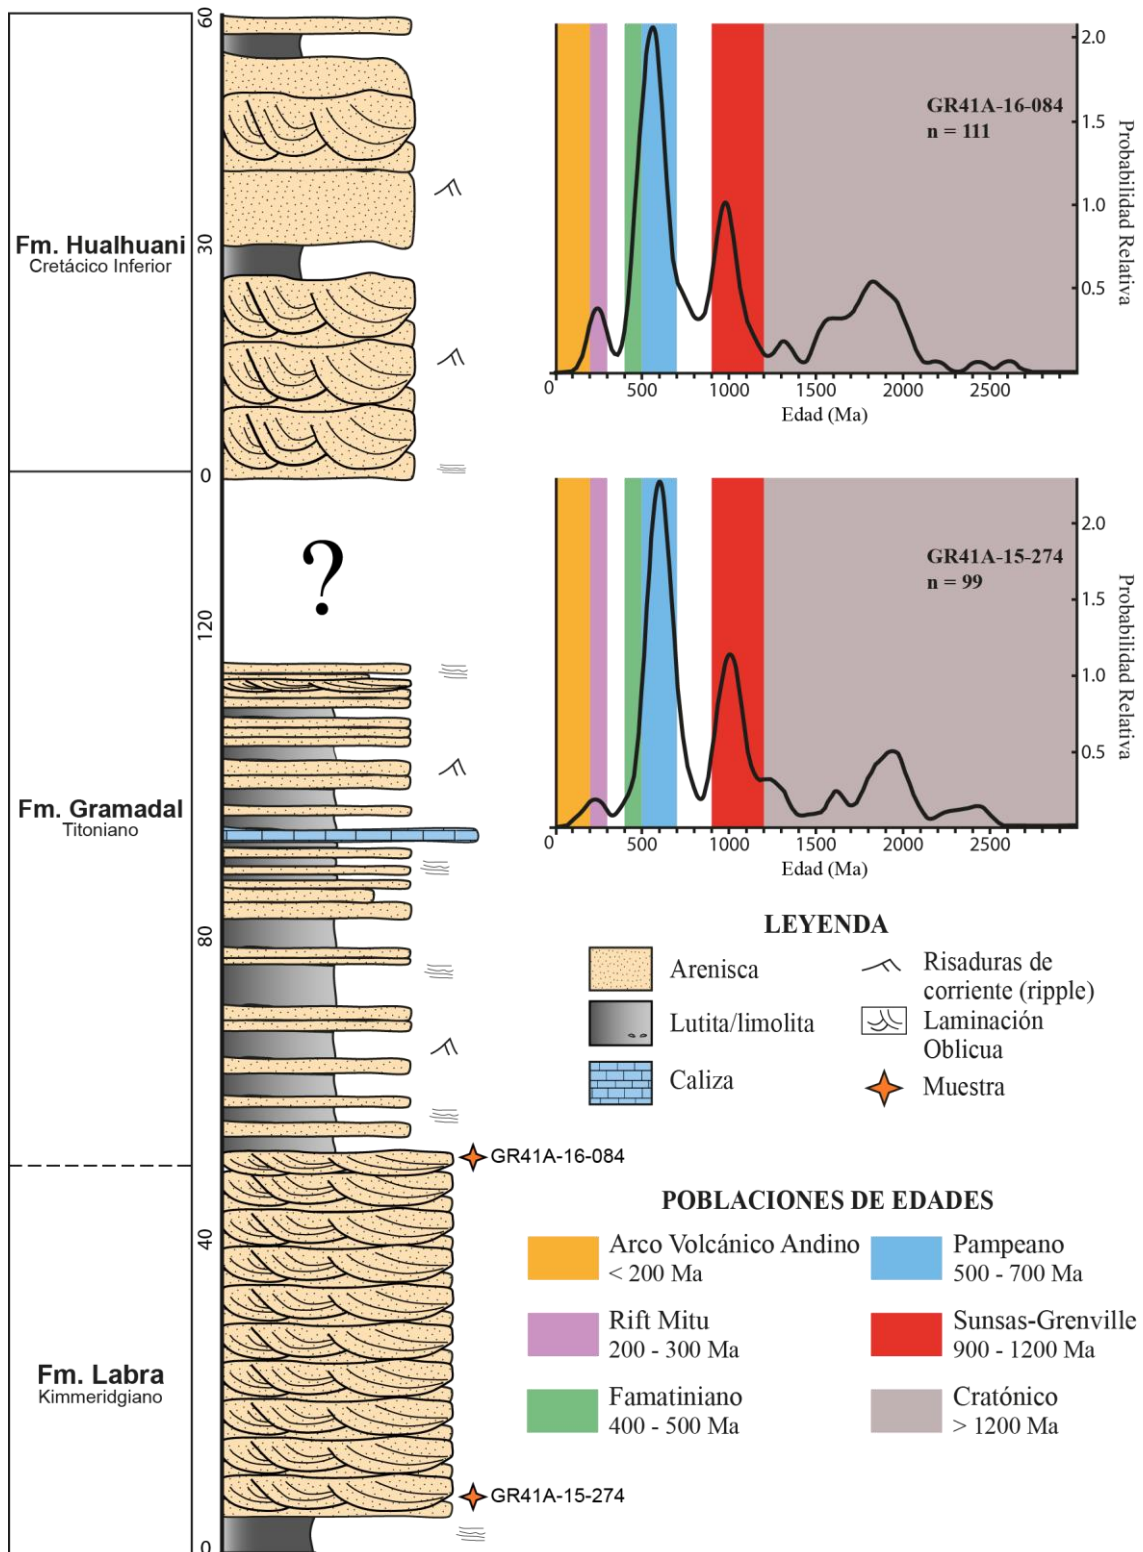 60
Fm. Hualhuani
Cretácico Inferior
30
0
?
120
Fm. Gramadal
Titoniano
80
GR41A-16-084
40
Fm. Labra
Kimmeridgiano
GR41A-15-274
0
GR41A-16-084
n = 111
2.0
1.5
1.0
0.5
Probabilidad Relativa
0 500 1000 1500 2000 2500
Edad (Ma)
GR41A-15-274
n = 99
2.0
1.5
1.0
0.5
Probabilidad Relativa
0 500 1000 1500 2000 2500
Edad (Ma)
LEYENDA
Arenisca
Lutita/limolita
Caliza
Risaduras de
corriente (ripple)
Laminación
Oblicua
Muestra
POBLACIONES DE EDADES
Arco Volcánico Andino
< 200 Ma
Rift Mitu
200 - 300 Ma
Famatiniano
400 - 500 Ma
Pampeano
500 - 700 Ma
Sunsas-Grenville
900 - 1200 Ma
Cratónico
> 1200 Ma